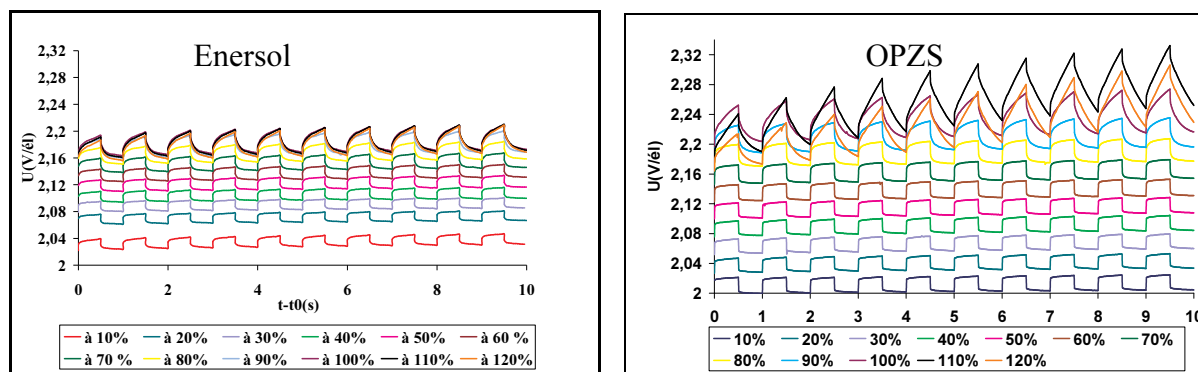 Enersol
U(V/él)
2,32
2,28
2,24
2,2
2,16
2,12
2,08
2,04
2
0 2 4 6 8 10
t-t0(s)
à 10% à 20% à 30% à 40% à 50% à 60 %
à 70 % à 80% à 90% à 100% à 110% à 120%
OPZS
U(V/él)
2,32
2,28
2,24
2,2
2,16
2,12
2,08
2,04
2
0 1 2 3 4 5 6 7 8 9 10
10% 20% 30% 40% 50% 60% 70%
80% 90% 100% 110% 120%